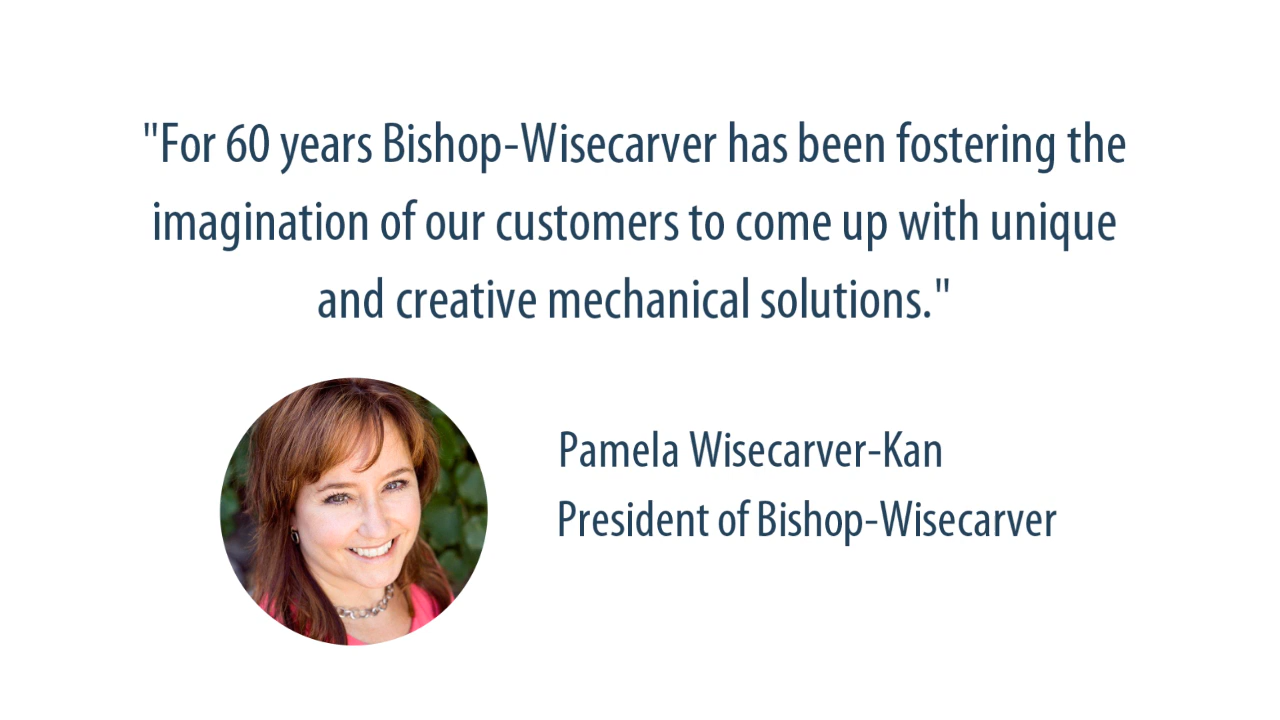 "For 60 years Bishop-Wisecarver has been fostering the
imagination of our customers to come up with unique
and creative mechanical solutions."
Pamela Wisecarver-Kan
President of Bishop-Wisecarver